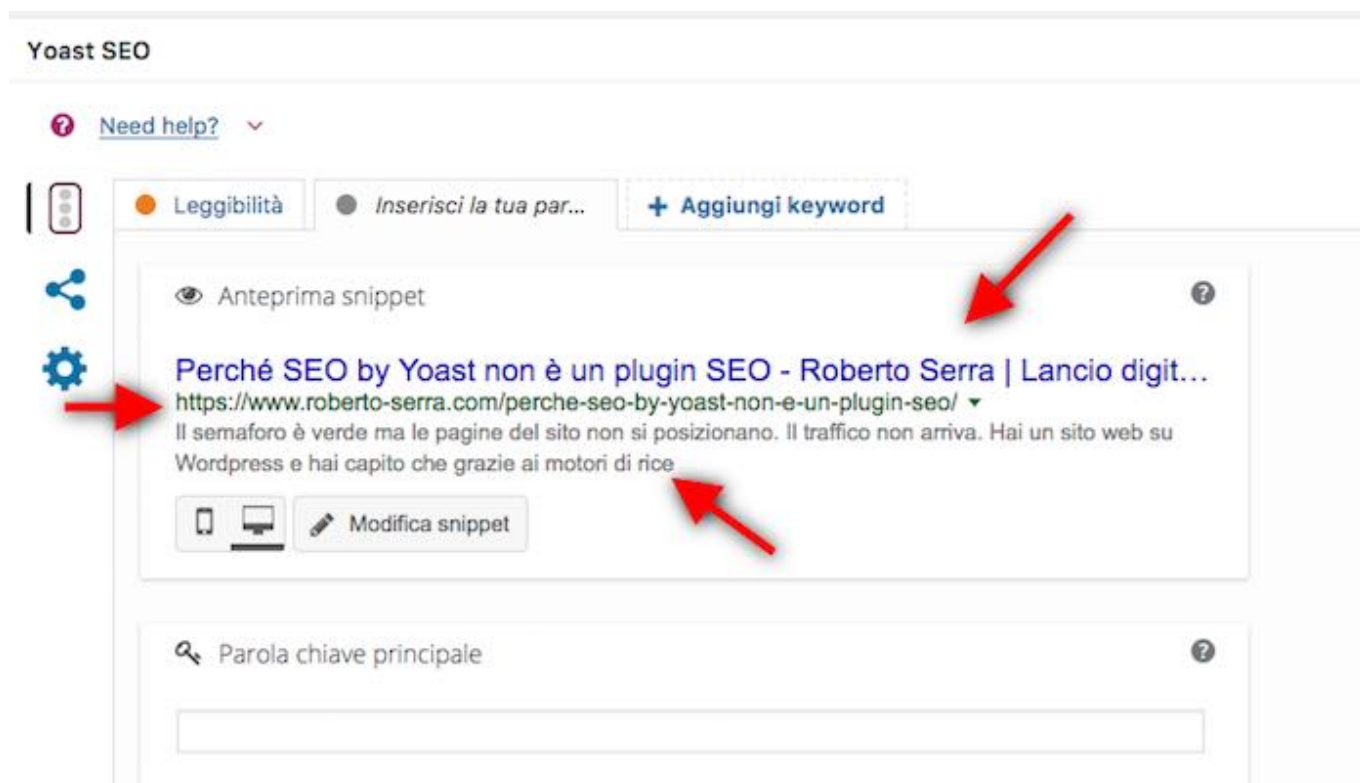 Yoast SEO
Need help?
Leggibilità
Inserisci la tua par...
+ Aggiungi keyword
Anteprima snippet
Perché SEO by Yoast non è un plugin SEO - Roberto Serra | Lancio digit...
https://www.roberto-serra.com/perche-seo-by-yoast-non-e-un-plugin-seo/
Il semaforo è verde ma le pagine del sito non si posizionano. Il traffico non arriva. Hai un sito web su
Wordpress e hai capito che grazie ai motori di rice
Modifica snippet
Parola chiave principale